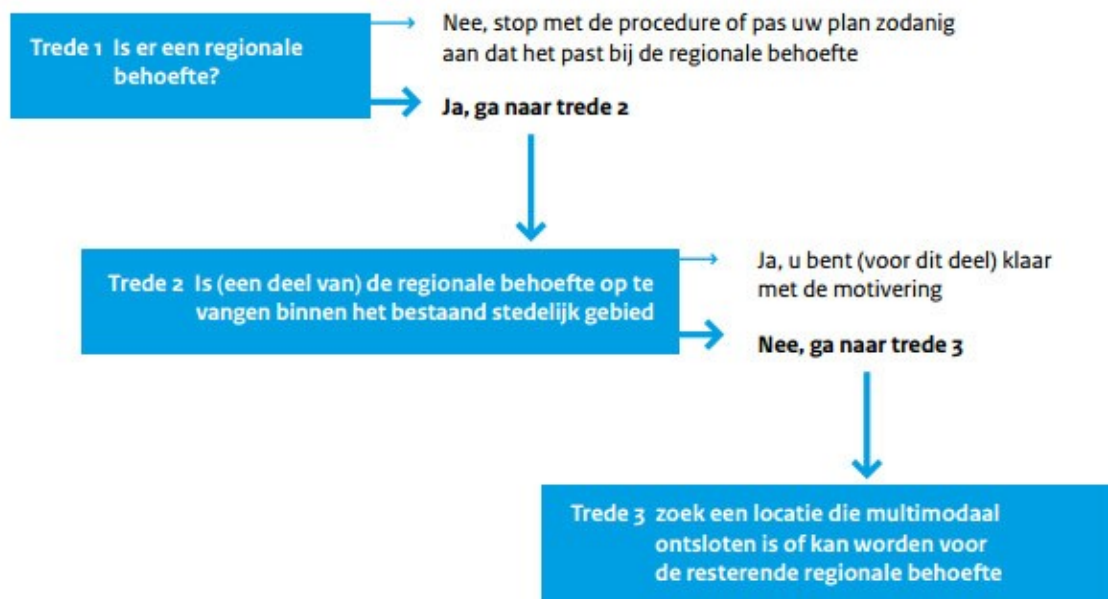 Trede 1 Is er een regionale
behoefte?
Nee, stop met de procedure of pas uw plan zodanig
aan dat het past bij de regionale behoefte
Ja, ga naar trede 2
Trede 2 Is (een deel van) de regionale behoefte op te
vangen binnen het bestaand stedelijk gebied
Ja, u bent (voor dit deel) klaar
met de motivering
Nee, ga naar trede 3
Trede 3 zoek een locatie die multimodaal
ontsloten is of kan worden voor
de resterende regionale behoefte